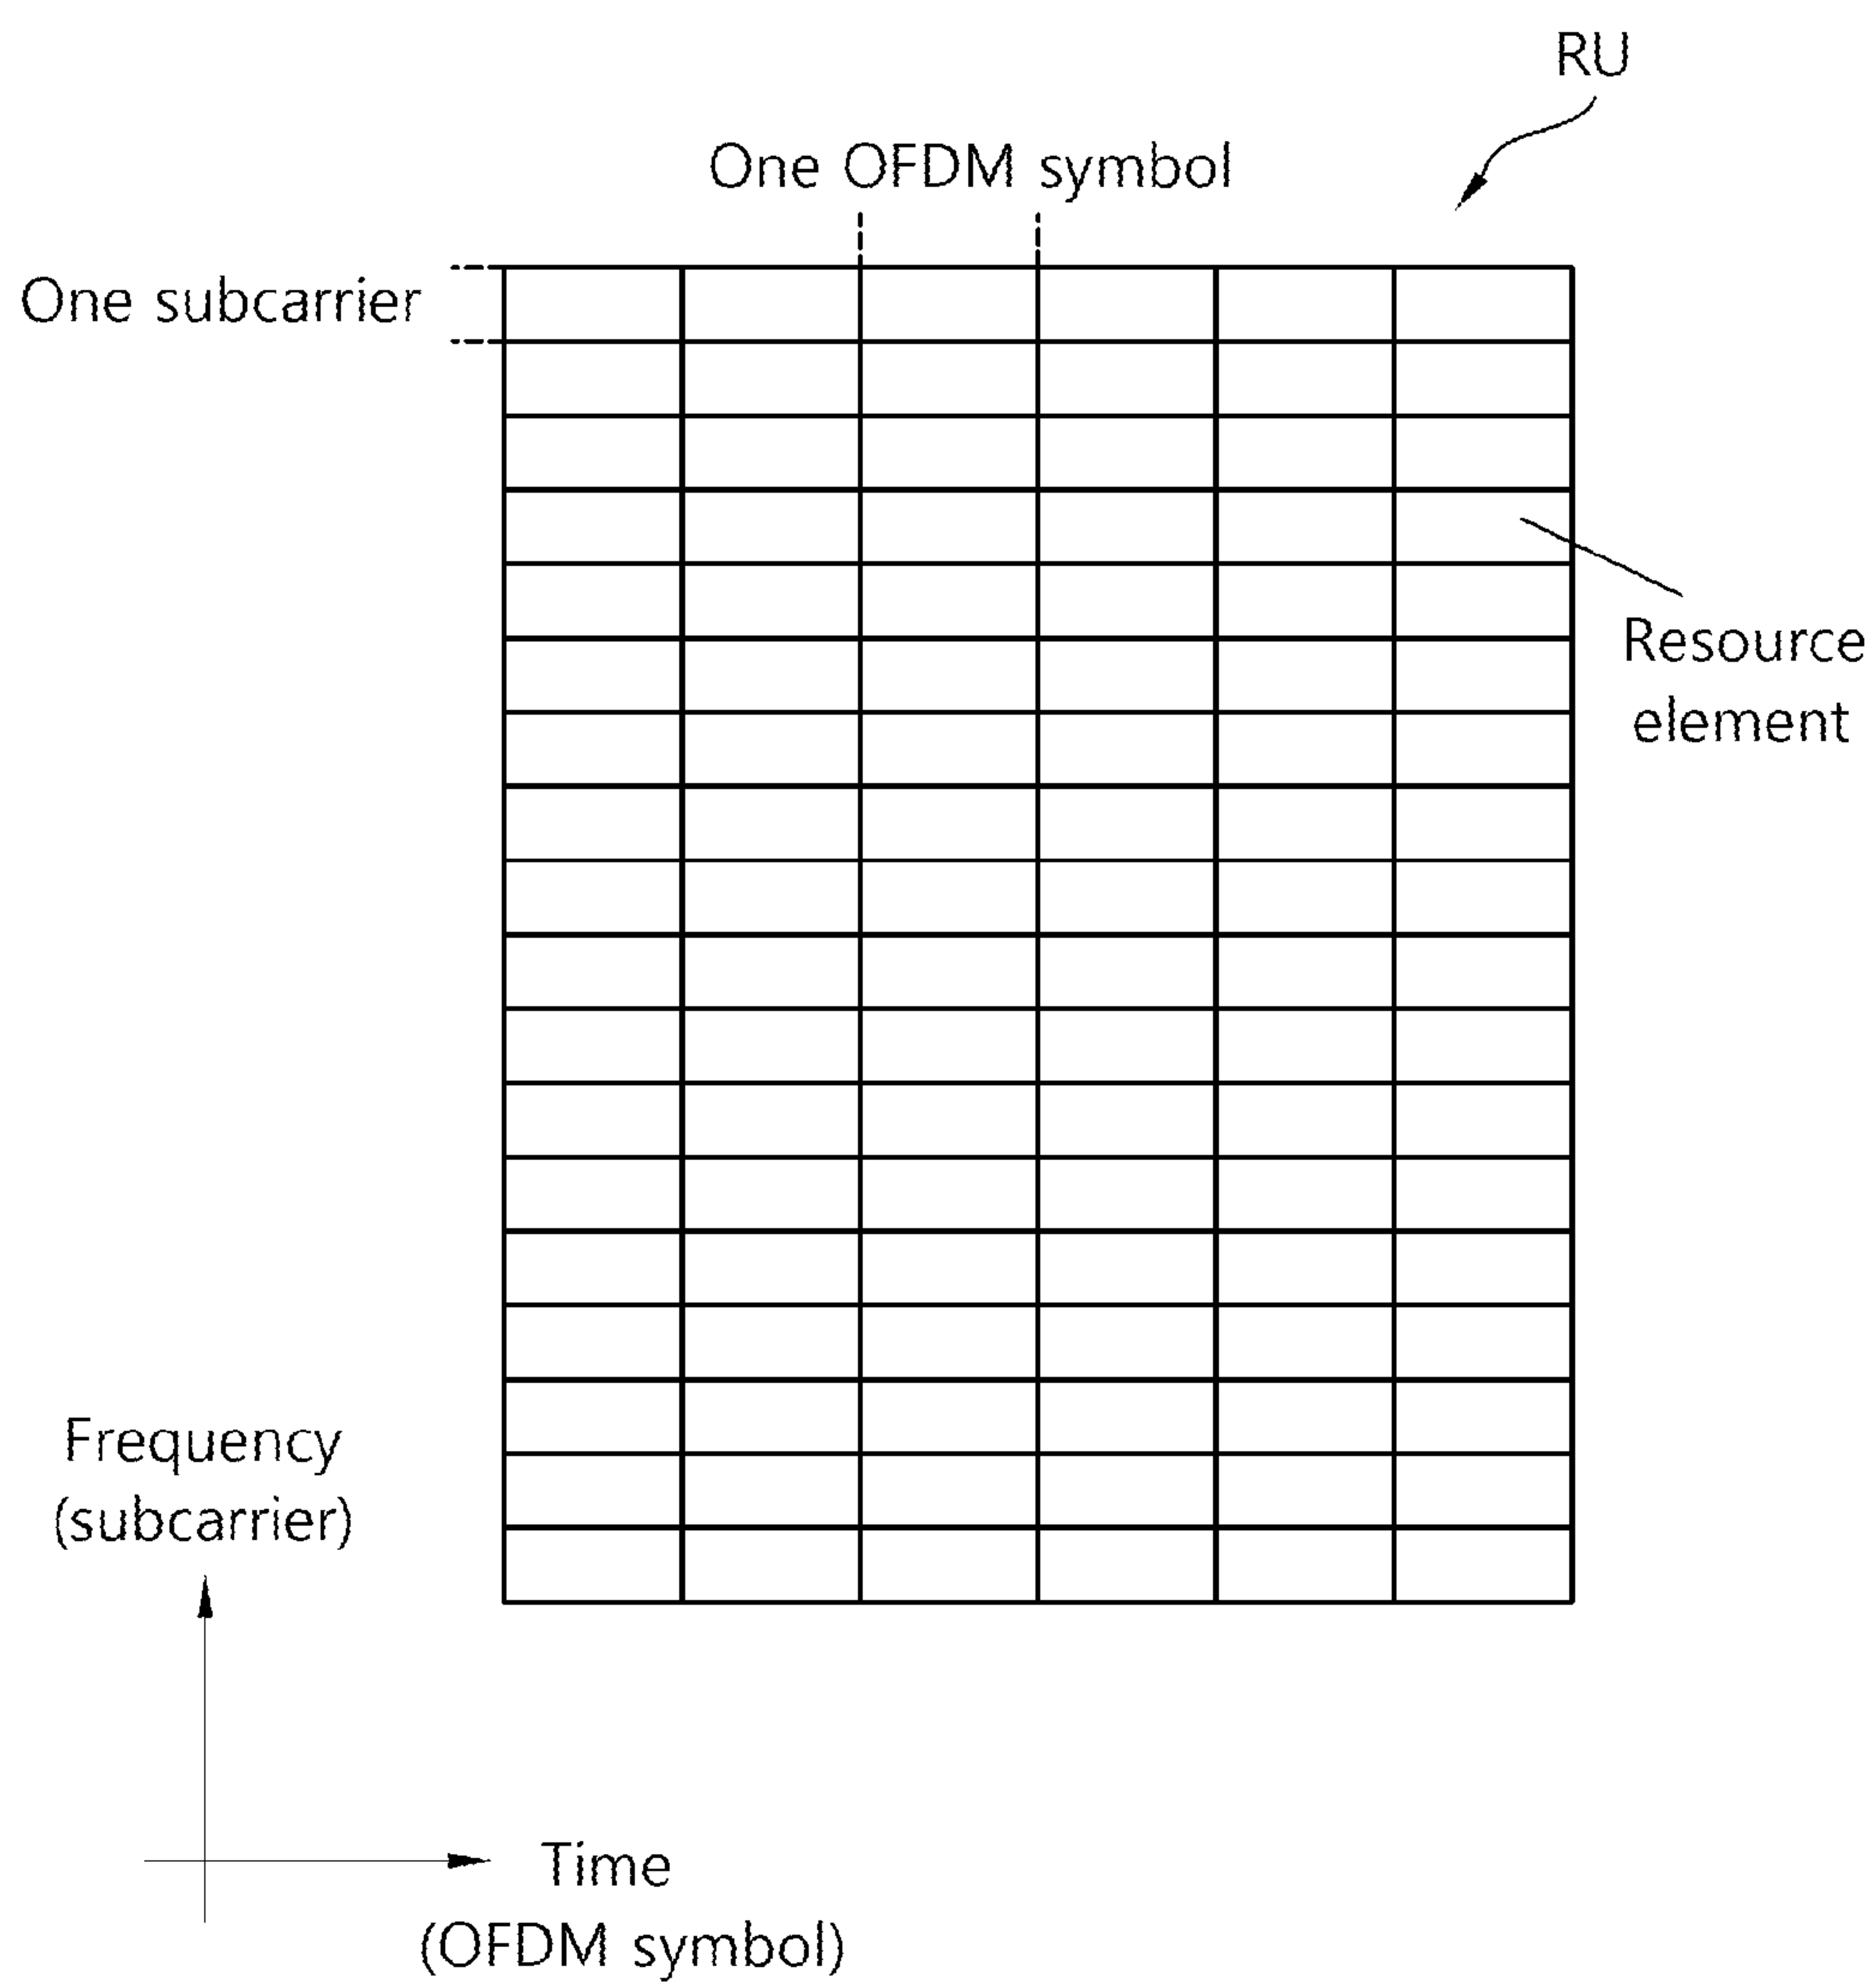 RU
One OFDM symbol
One subcarrier
Resource
element
Frequency
(subcarrier)
Time
(OFDM symbol)